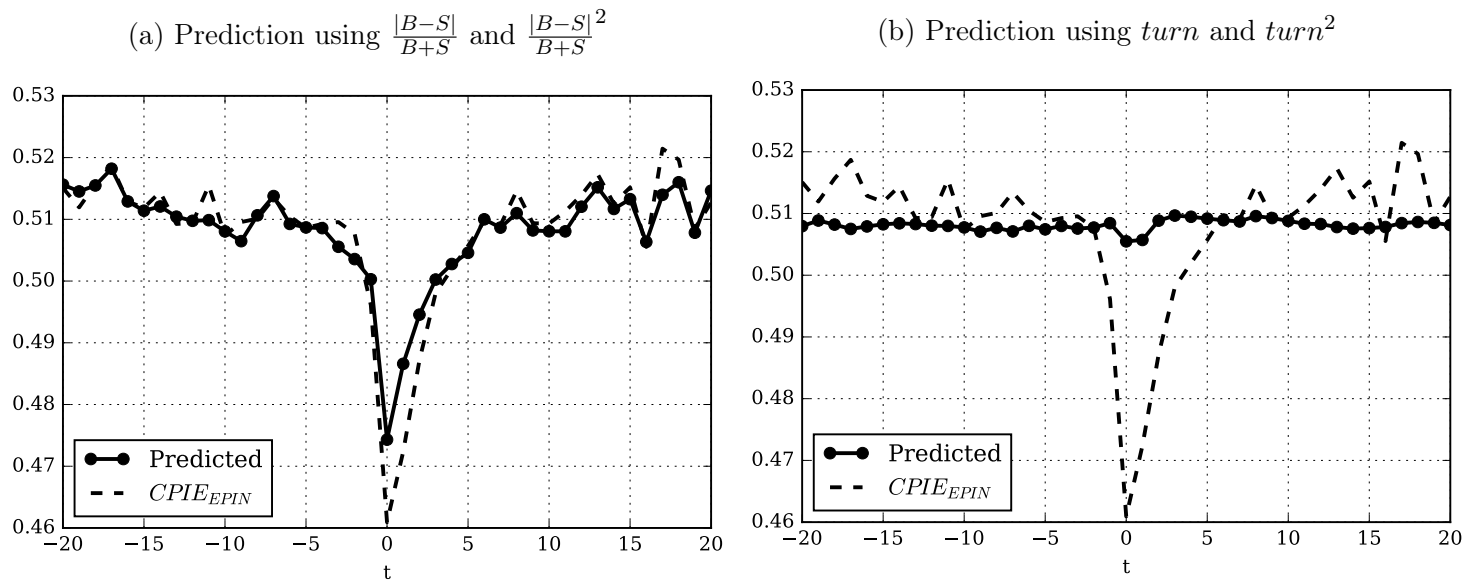 (a) Prediction using |B−S|/B+S and |B−S|/B+S ²
0.53
0.52
0.51
0.50
0.49
0.48
0.47
0.46
Predicted
CPIE_EPIN
−20 −15 −10 −5 0 5 10 15 20
t
(b) Prediction using turn and turn²
0.53
0.52
0.51
0.50
0.49
0.48
0.47
0.46
Predicted
CPIE_EPIN
−20 −15 −10 −5 0 5 10 15 20
t